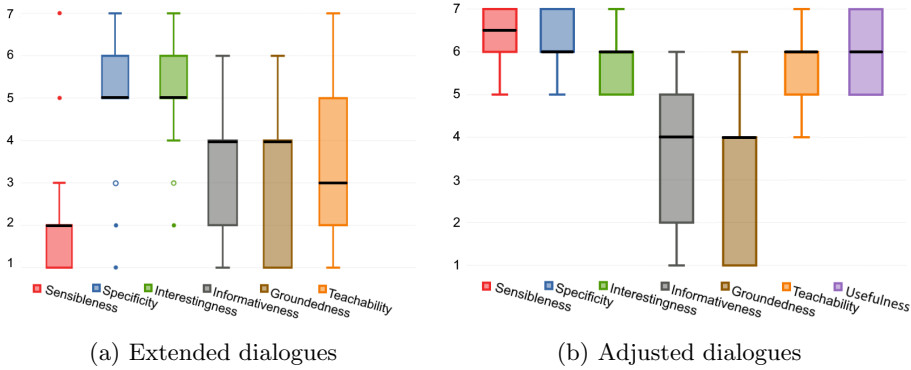 7
6
5
4
3
2
1
Sensibleness
Specificity
Interestingness
Informativeness
Groundedness
Teachability
(a) Extended dialogues
7
6
5
4
3
2
1
Sensibleness
Specificity
Interestingness
Informativeness
Groundedness
Teachability
Usefulness
(b) Adjusted dialogues